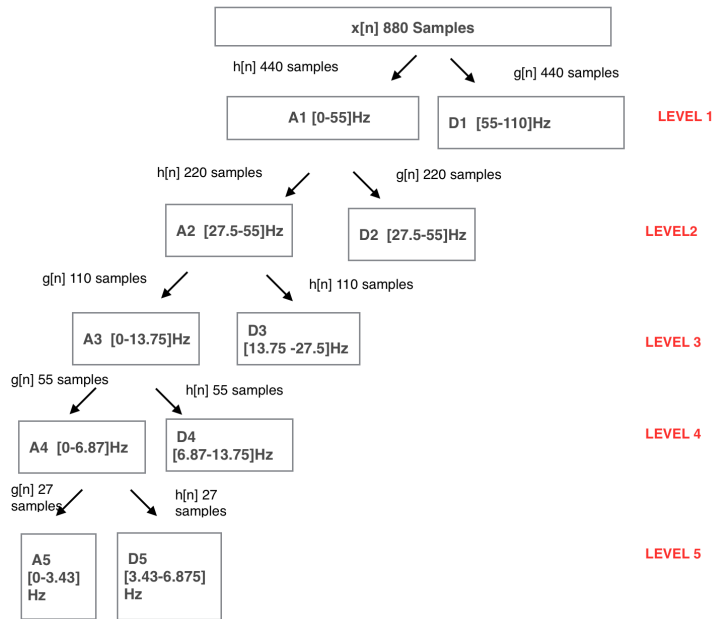 x[n] 880 Samples
h[n] 440 samples
g[n] 440 samples
A1 [0-55]Hz
D1 [55-110]Hz
LEVEL 1
h[n] 220 samples
g[n] 220 samples
A2 [27.5-55]Hz
D2 [27.5-55]Hz
LEVEL2
g[n] 110 samples
h[n] 110 samples
A3 [0-13.75]Hz
D3
[13.75 -27.5]Hz
LEVEL 3
g[n] 55 samples
h[n] 55 samples
A4 [0-6.87]Hz
D4
[6.87-13.75]Hz
LEVEL 4
g[n] 27
samples
h[n] 27
samples
A5
[0-3.43]
Hz
D5
[3.43-6.875]
Hz
LEVEL 5